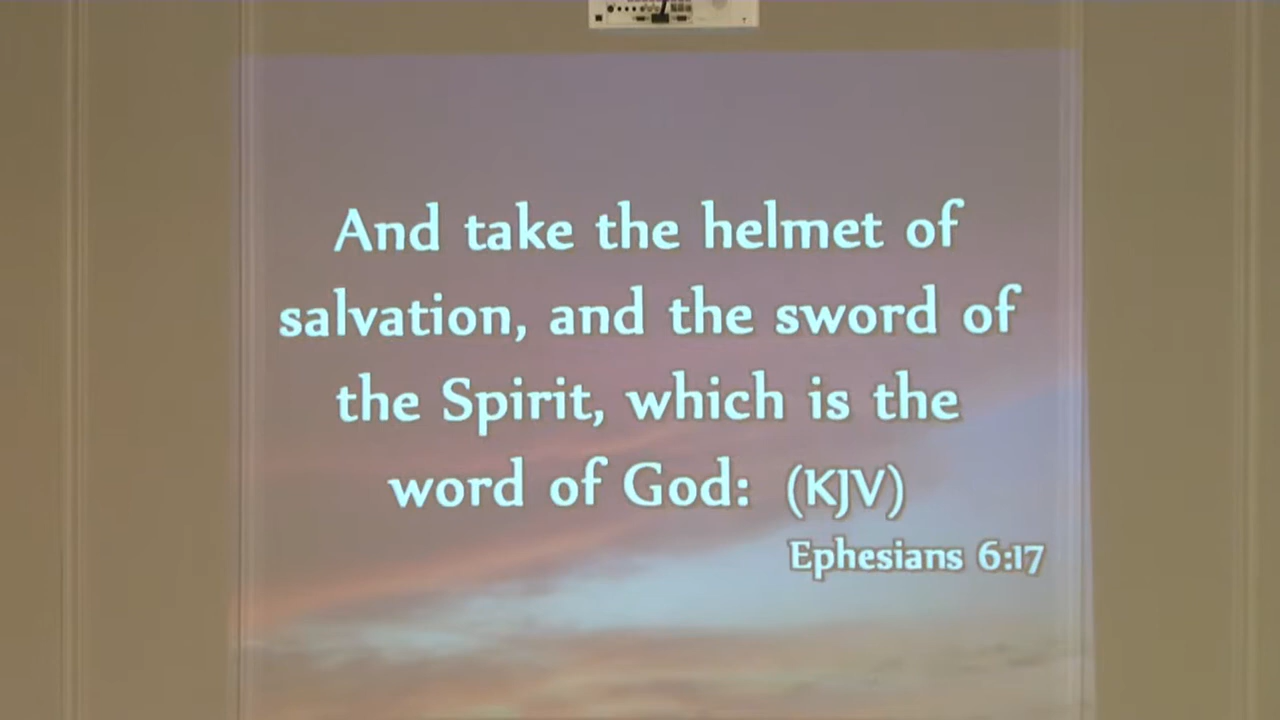 And take the helmet of
salvation, and the sword of
the Spirit, which is the
word of God: (KJV)
Ephesians 6:17